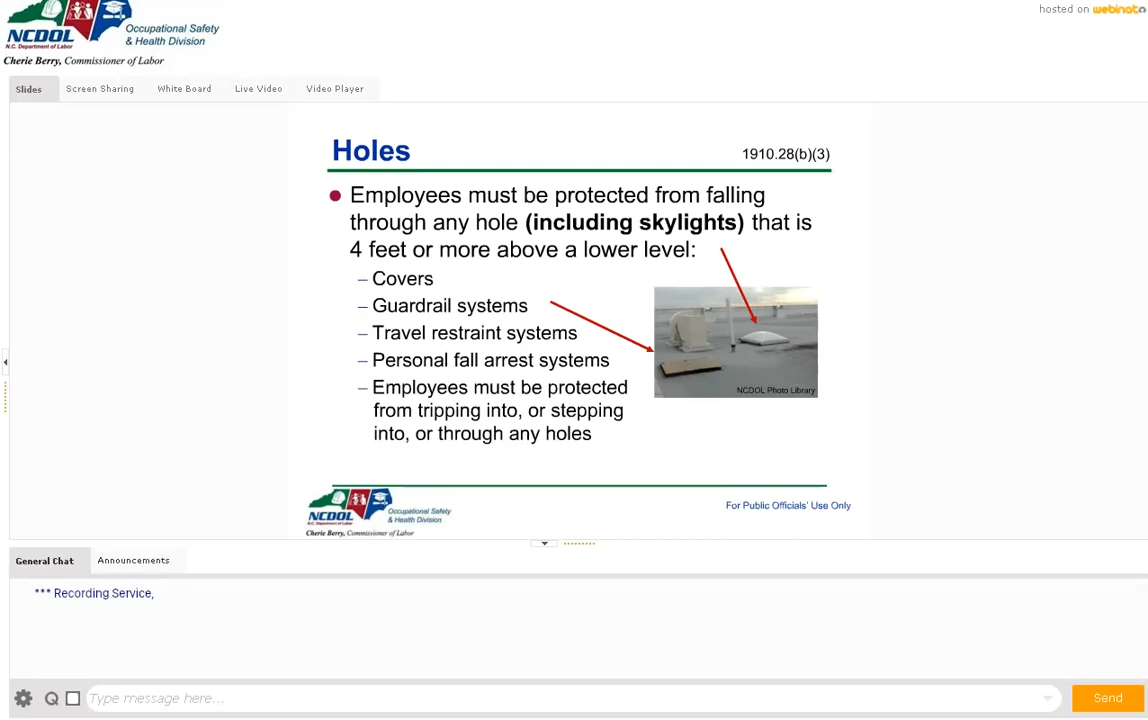 hosted on webinato
NCDOL
N.C. Department of Labor
Occupational Safety
& Health Division
Cherie Berry, Commissioner of Labor
Slides
Screen Sharing
White Board
Live Video
Video Player
Holes
1910.28(b)(3)
Employees must be protected from falling
through any hole (including skylights) that is
4 feet or more above a lower level:
– Covers
– Guardrail systems
– Travel restraint systems
– Personal fall arrest systems
– Employees must be protected
from tripping into, or stepping
into, or through any holes
NCDOL Photo Library
NCDOL
N.C. Department of Labor
Occupational Safety
& Health Division
Cherie Berry, Commissioner of Labor
For Public Officials' Use Only
General Chat
Announcements
*** Recording Service,
Type message here...
Send